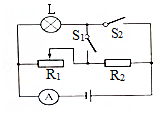 L
S₁ S₂
R₁ R₂
A